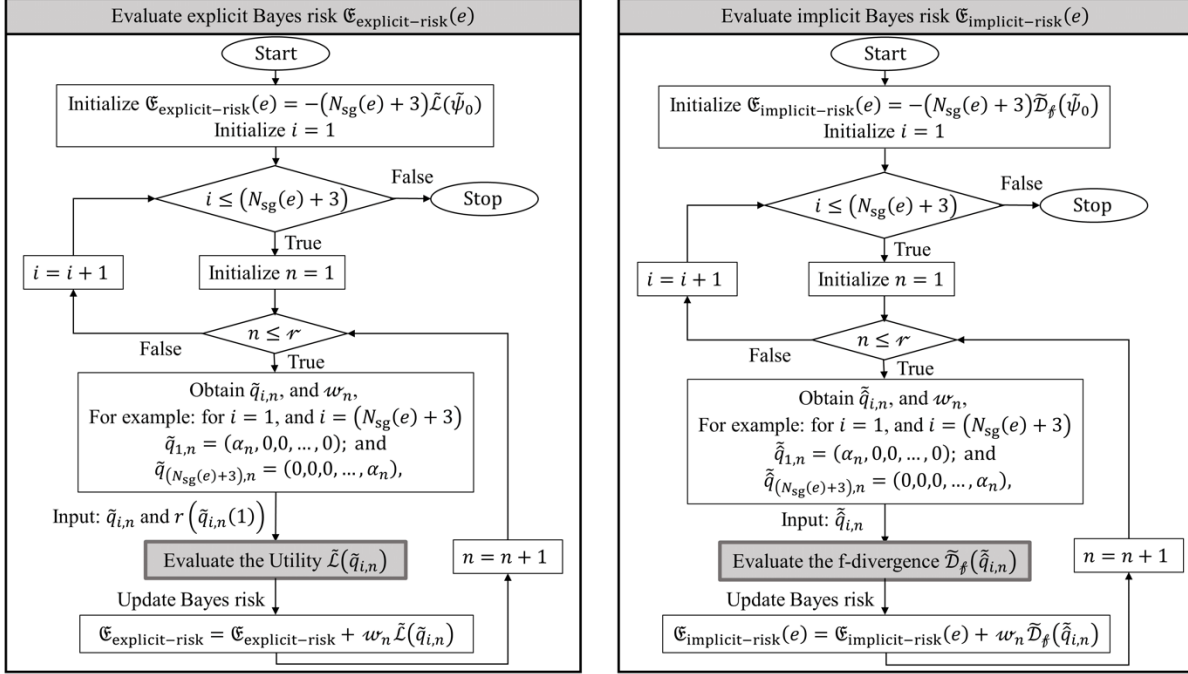 Evaluate explicit Bayes risk 𝕰explicit−risk(e)
Start
Initialize 𝕰explicit−risk(e) = −(Nsg(e) + 3)ℒ̃(ψ̃0)
Initialize i = 1
i ≤ (Nsg(e) + 3)
False
Stop
True
i = i + 1
Initialize n = 1
n ≤ 𝓇
False
True
Obtain q̃i,n, and 𝓌n,
For example: for i = 1, and i = (Nsg(e) + 3)
q̃1,n = (αn, 0,0, … , 0); and
q̃(Nsg(e)+3),n = (0,0,0, … , αn),
Input: q̃i,n and r (q̃i,n(1))
Evaluate the Utility ℒ̃(q̃i,n)
n = n + 1
Update Bayes risk
𝕰explicit−risk = 𝕰explicit−risk + 𝓌nℒ̃(q̃i,n)
Evaluate implicit Bayes risk 𝕰implicit−risk(e)
Start
Initialize 𝕰implicit−risk(e) = −(Nsg(e) + 3)𝒟̃𝒻(ψ̃0)
Initialize i = 1
i ≤ (Nsg(e) + 3)
False
Stop
True
i = i + 1
Initialize n = 1
n ≤ 𝓇
False
True
Obtain q̂̃i,n, and 𝓌n,
For example: for i = 1, and i = (Nsg(e) + 3)
q̂̃1,n = (αn, 0,0, … , 0); and
q̂̃(Nsg(e)+3),n = (0,0,0, … , αn),
Input: q̂̃i,n
Evaluate the f-divergence 𝒟̃𝒻(q̂̃i,n)
n = n + 1
Update Bayes risk
𝕰implicit−risk(e) = 𝕰implicit−risk(e) + 𝓌n𝒟̃𝒻(q̂̃i,n)